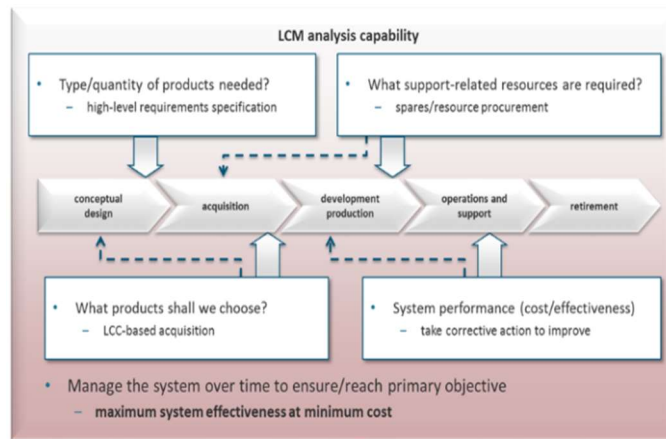 LCM analysis capability
• Type/quantity of products needed?
– high-level requirements specification
• What support-related resources are required?
– spares/resource procurement
conceptual
design
acquisition
development
production
operations and
support
retirement
• What products shall we choose?
– LCC-based acquisition
• System performance (cost/effectiveness)
– take corrective action to improve
• Manage the system over time to ensure/reach primary objective
– maximum system effectiveness at minimum cost